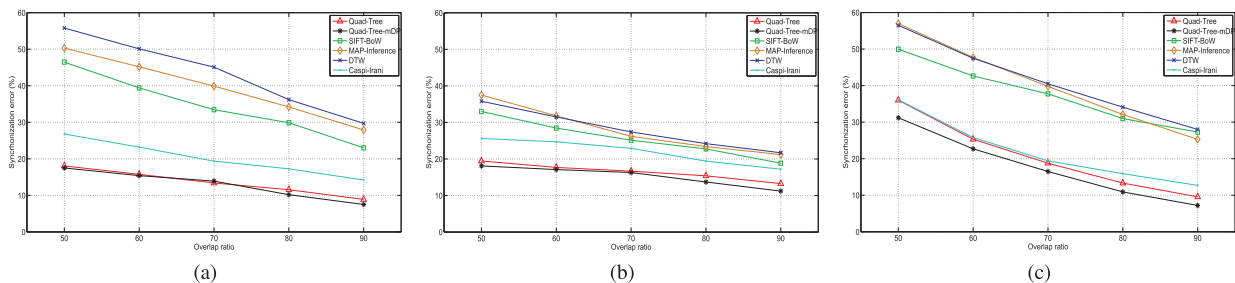 60
50
40
30
20
10
0
Syncrhonization error (%)
50 60 70 80 90
Overlap ratio
Quad-Tree
Quad-Tree-mDP
SIFT-BoW
MAP-Inference
DTW
Caspi-Irani
(a)
60
50
40
30
20
10
0
Syncrhonization error (%)
50 60 70 80 90
Overlap ratio
Quad-Tree
Quad-Tree-mDP
SIFT-BoW
MAP-Inference
DTW
Caspi-Irani
(b)
60
50
40
30
20
10
0
Syncrhonization error (%)
50 60 70 80 90
Overlap ratio
Quad-Tree
Quad-Tree-mDP
SIFT-BoW
MAP-Inference
DTW
Caspi-Irani
(c)